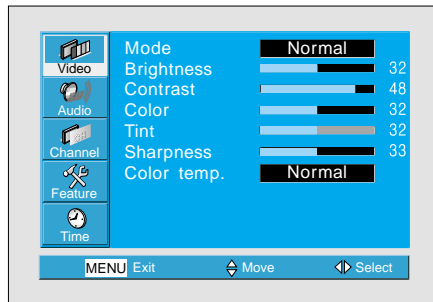 Video
Audio
Channel
Feature
Time
Mode Normal
Brightness 32
Contrast 48
Color 32
Tint 32
Sharpness 33
Color temp. Normal
MENU Exit Move Select